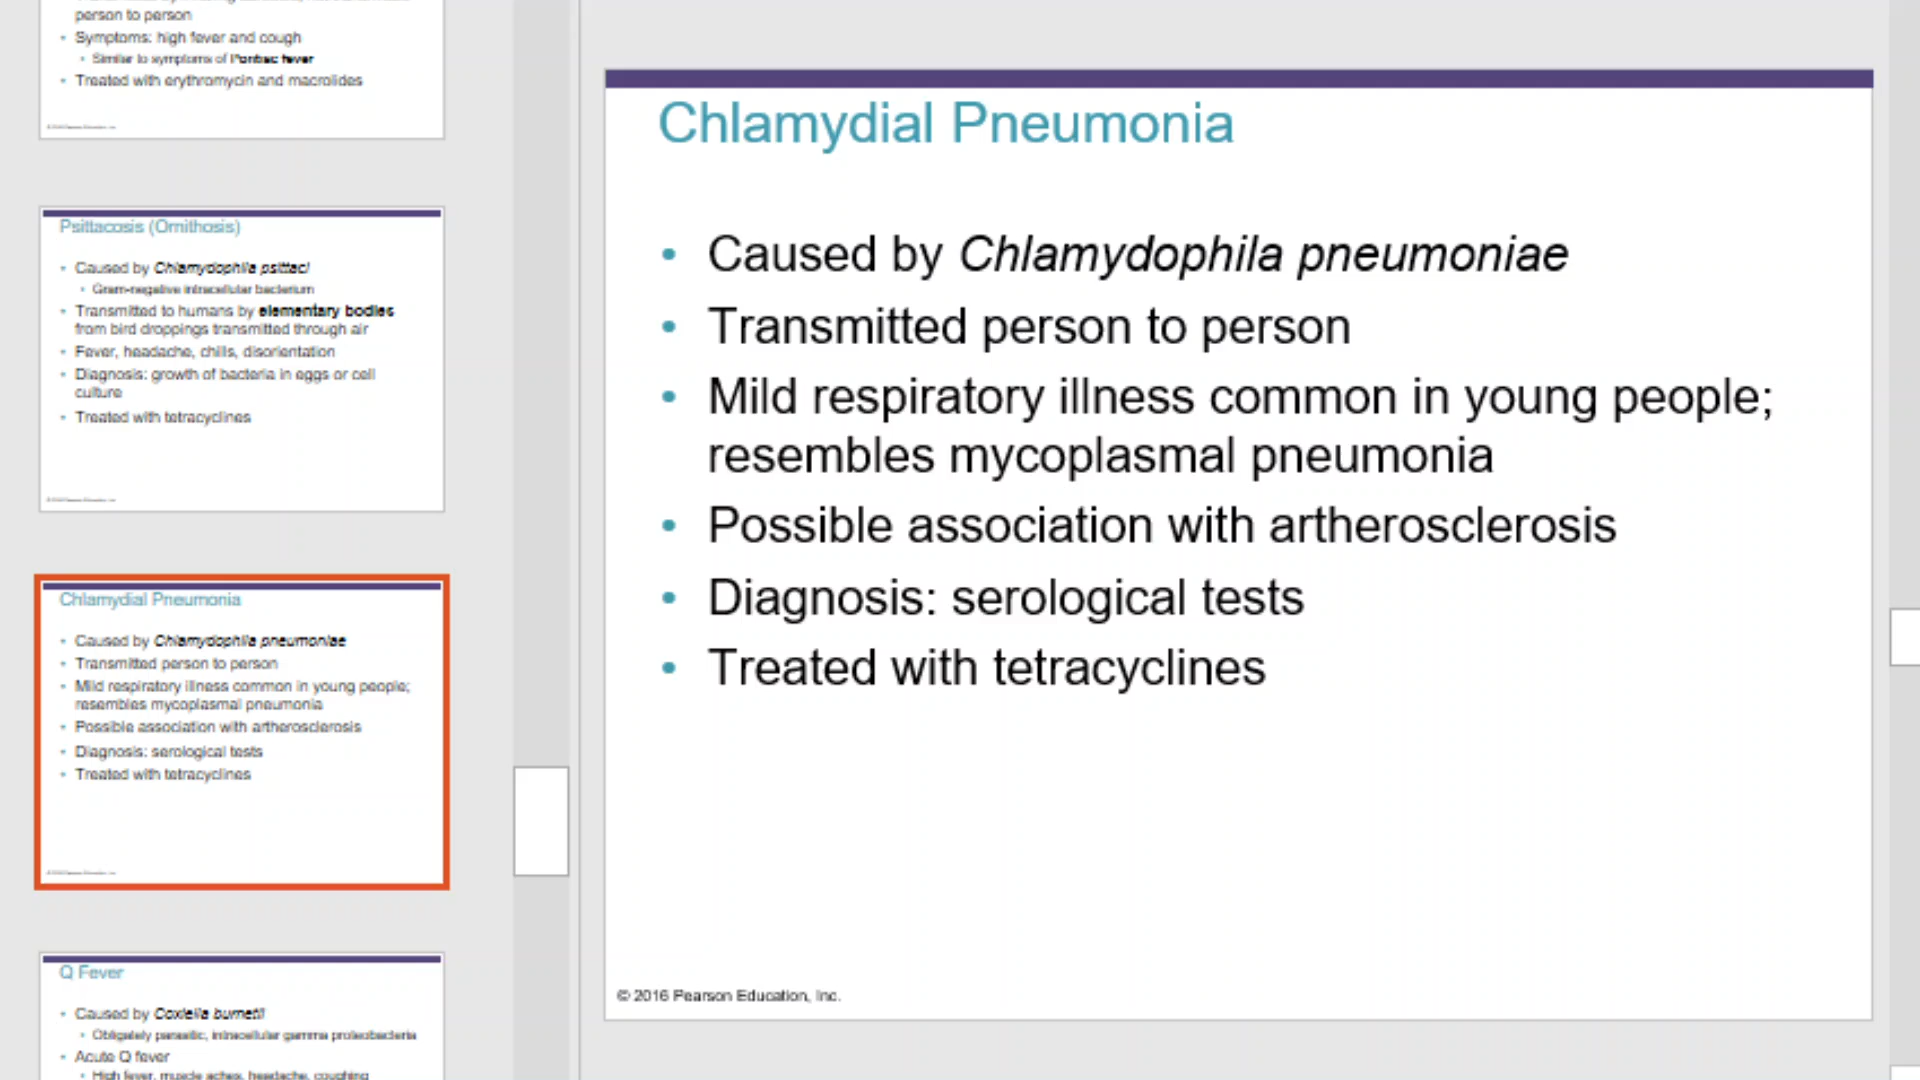 person to person
Symptoms: high fever and cough
Similar to symptoms of Pontiac fever
Treated with erythromycin and macrolides
Psittacosis (Ornithosis)
Caused by Chlamydophila psittaci
Gram-negative intracellular bacterium
Transmitted to humans by elementary bodies
from bird droppings transmitted through air
Fever, headache, chills, disorientation
Diagnosis: growth of bacteria in eggs or cell
culture
Treated with tetracyclines
Chlamydial Pneumonia
Caused by Chlamydophila pneumoniae
Transmitted person to person
Mild respiratory illness common in young people;
resembles mycoplasmal pneumonia
Possible association with artherosclerosis
Diagnosis: serological tests
Treated with tetracyclines
Q Fever
Caused by Coxiella burnetii
Obligately parasitic, intracellular gamma proteobacteria
Acute Q fever
High fever, muscle aches, headache, coughing
Chlamydial Pneumonia
• Caused by Chlamydophila pneumoniae
• Transmitted person to person
• Mild respiratory illness common in young people;
resembles mycoplasmal pneumonia
• Possible association with artherosclerosis
• Diagnosis: serological tests
• Treated with tetracyclines
© 2016 Pearson Education, Inc.